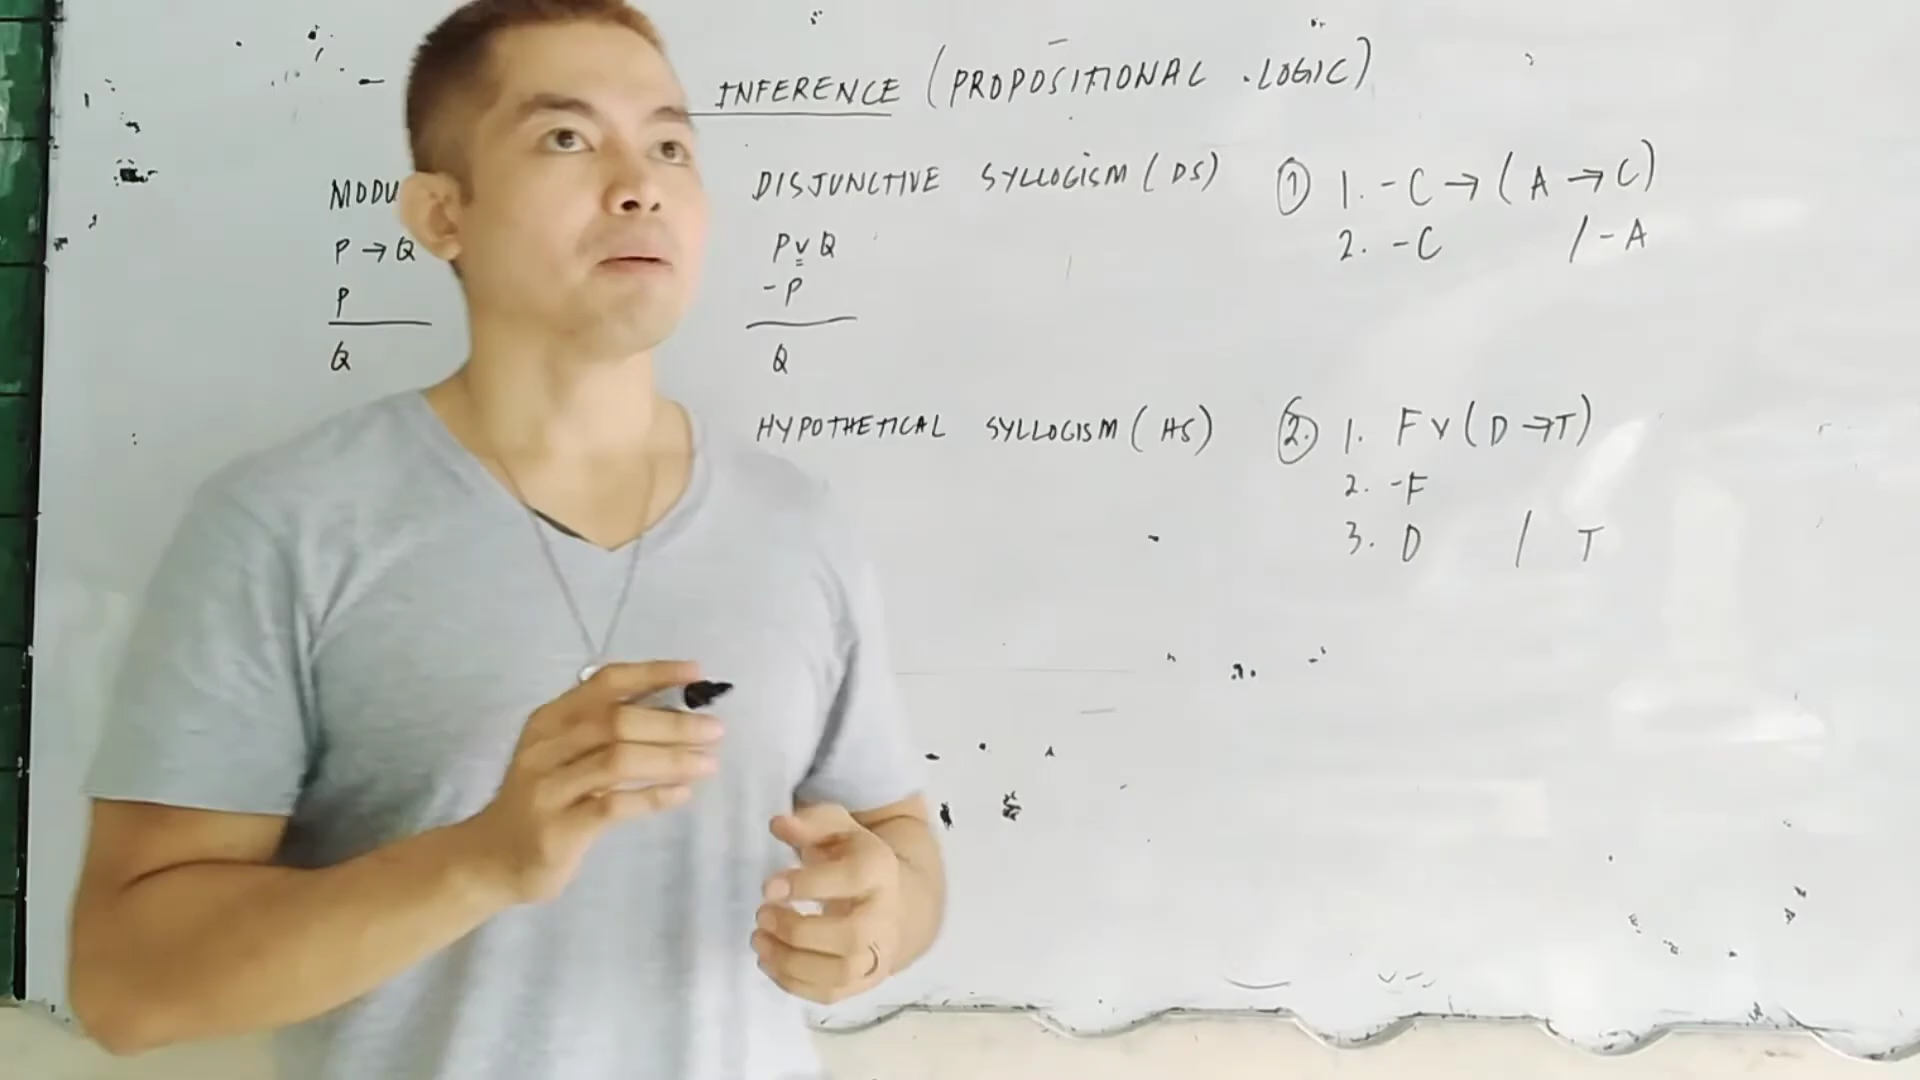 INFERENCE (PROPOSITIONAL .LOGIC)
MODU
P → Q
P
Q
DISJUNCTIVE SYLLOGISM (DS)
P v Q
- P
Q
HYPOTHETICAL SYLLOGISM (HS)
① 1. - C → (A → C)
2. - C / - A
② 1. F v (D → T)
2. - F
3. D / T